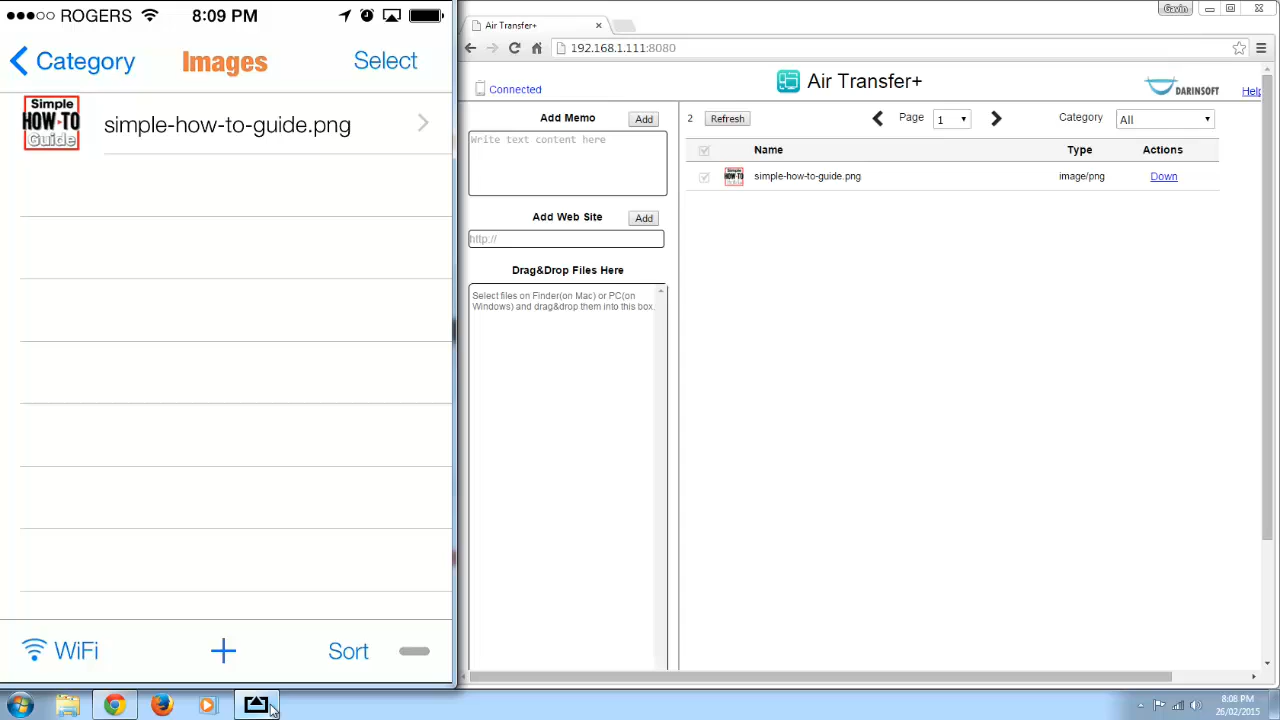 ROGERS 8:09 PM
Category Images Select
Simple
HOW-TO
Guide
simple-how-to-guide.png
WiFi + Sort
Air Transfer+
Gavin
192.168.1.111:8080
Connected
Air Transfer+
DARINSOFT
Help
Add Memo Add
Write text content here
Add Web Site Add
http://
Drag&Drop Files Here
Select files on Finder(on Mac) or PC(on
Windows) and drag&drop them into this box.
2 Refresh Page 1 Category All
Name Type Actions
HOW-TO simple-how-to-guide.png image/png Down
8:08 PM
26/02/2015